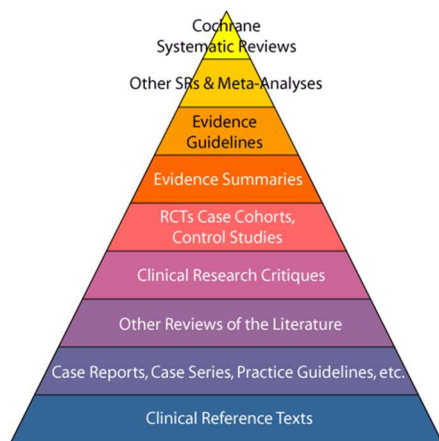 Cochrane
Systematic Reviews
Other SRs & Meta-Analyses
Evidence
Guidelines
Evidence Summaries
RCTs Case Cohorts,
Control Studies
Clinical Research Critiques
Other Reviews of the Literature
Case Reports, Case Series, Practice Guidelines, etc.
Clinical Reference Texts